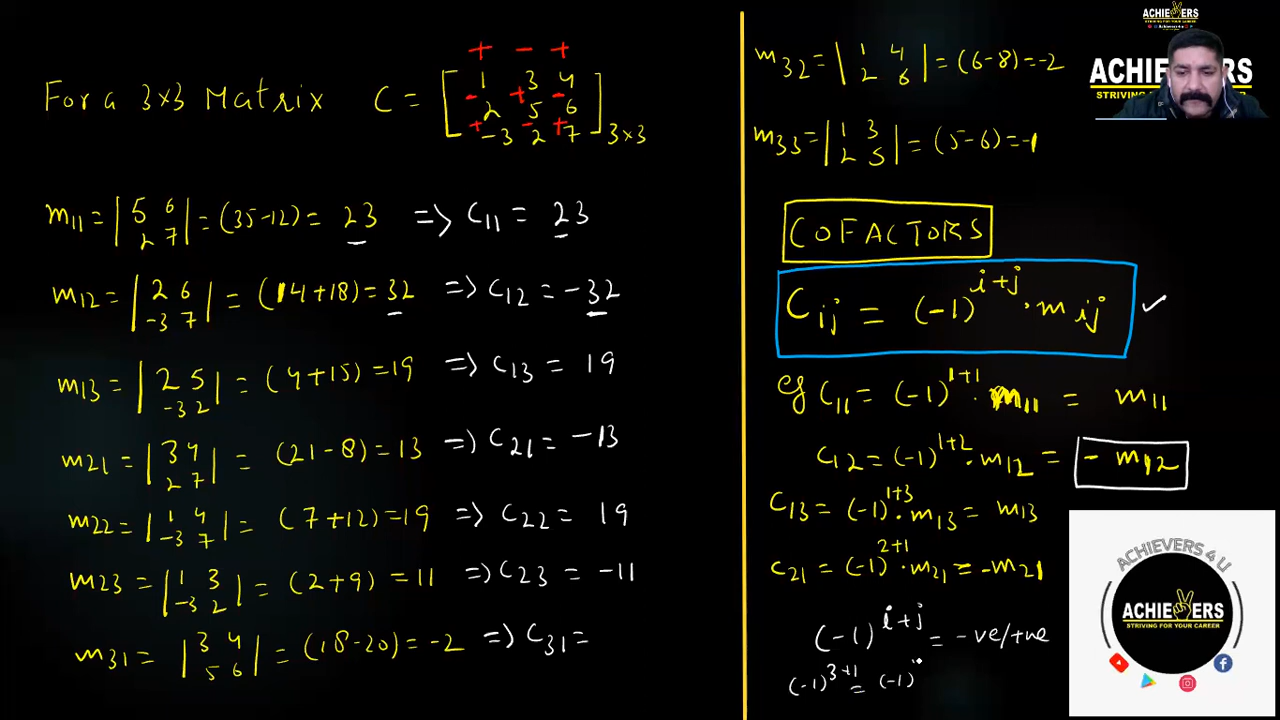 + - +
For a 3x3 Matrix C = [ 1 3 4
- + -
2 5 6
+ - +
-3 2 7 ] 3x3
m11 = | 5 6
2 7 | = (35-12) = 23 => C11 = 23
m12 = | 2 6
-3 7 | = (14+18) = 32 => C12 = -32
m13 = | 2 5
-3 2 | = (4+15) = 19 => C13 = 19
m21 = | 3 4
2 7 | = (21-8) = 13 => C21 = -13
m22 = | 1 4
-3 7 | = (7+12) = 19 => C22 = 19
m23 = | 1 3
-3 2 | = (2+9) = 11 => C23 = -11
m31 = | 3 4
5 6 | = (18-20) = -2 => C31 =
m32 = | 1 4
2 6 | = (6-8) = -2
m33 = | 1 3
2 5 | = (5-6) = -1
COFACTORS
Cij = (-1)^i+j . mij ✓
eg C11 = (-1)^1+1 . m11 = m11
C12 = (-1)^1+2 . m12 = - m12
C13 = (-1)^1+3 . m13 = m13
C21 = (-1)^2+1 . m21 = -m21
(-1)^i+j = -ve/+ve
(-1)^3+1 = (-1)
ACHIEVERS
STRIVING FOR YOUR CAREER
ACHIEVERS
STRIVING
ACHIEVERS 4 U
ACHIEVERS
STRIVING FOR YOUR CAREER